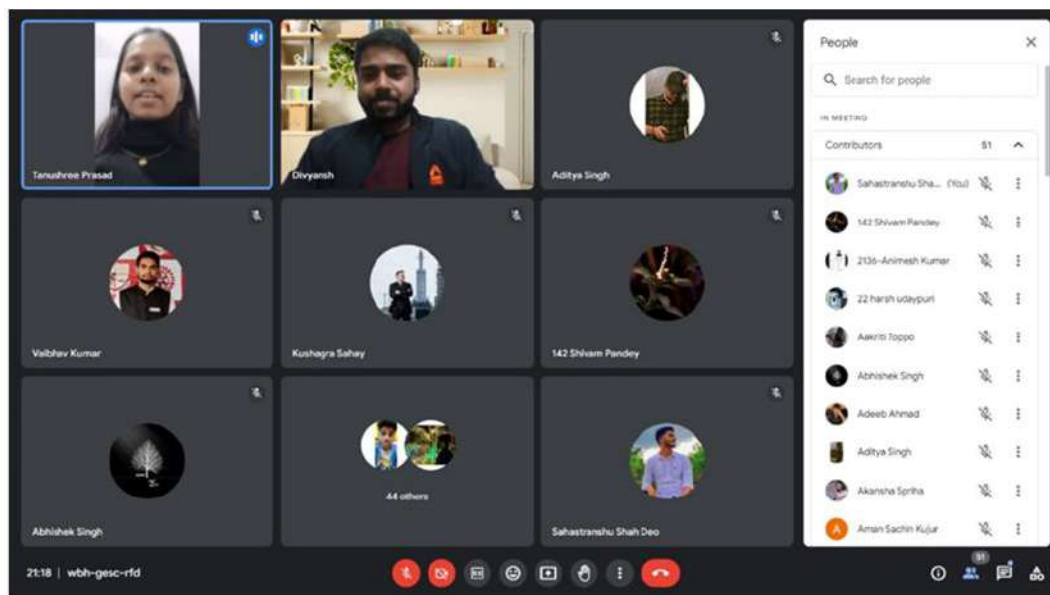 Tanushree Prasad
Divyansh
Aditya Singh
Vaibhav Kumar
Kushagra Sahay
142 Shivam Pandey
Abhishek Singh
44 others
Sahastranshu Shah Deo
21:18 | wbh-gesc-rfd
People
Search for people
IN MEETING
Contributors 51
Sahastranshu Sha... (You)
142 Shivam Pandey
2136-Animesh Kumar
22 harsh udaypuri
Aakriti Toppo
Abhishek Singh
Adeeb Ahmad
Aditya Singh
Akansha Spriha
A Aman Sachin Kujur
51